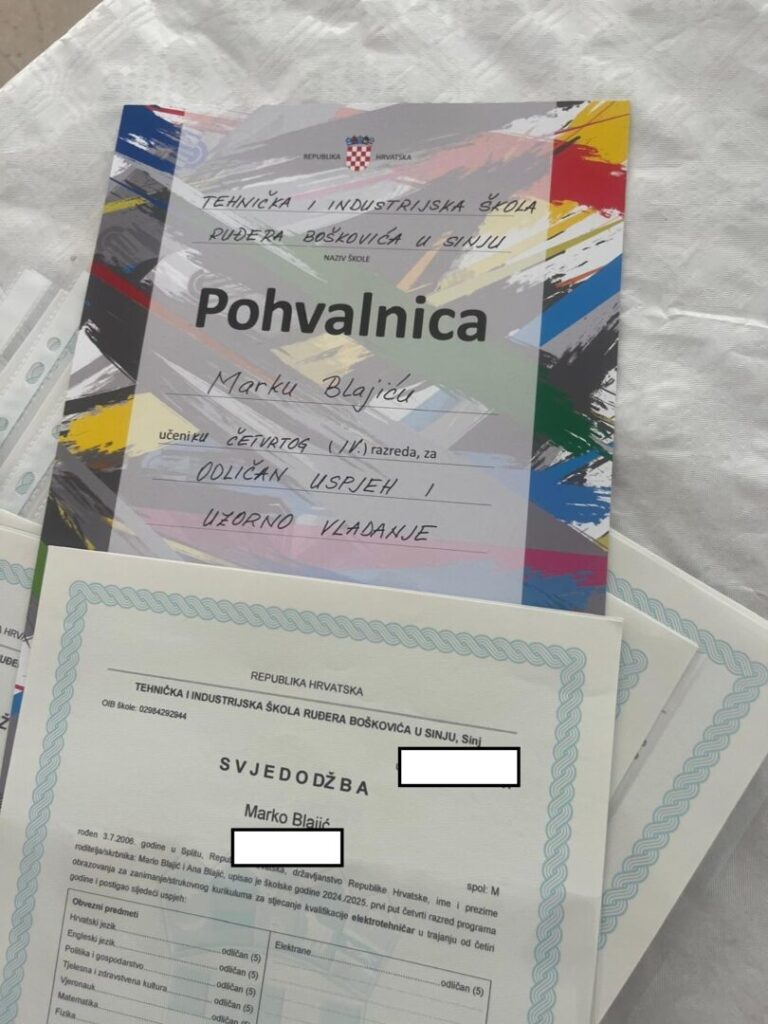 REPUBLIKA HRVATSKA
TEHNIČKA I INDUSTRIJSKA ŠKOLA
RUĐERA BOŠKOVIĆA U SINJU
NAZIV ŠKOLE
Pohvalnica
Marku Blajiću
učeniKU ČETVRTOG (IV.) razreda, za
ODLIČAN USPJEH I
UZORNO VLADANJE
REPUBLIKA HRVATSKA
TEHNIČKA I INDUSTRIJSKA ŠKOLA RUĐERA BOŠKOVIĆA U SINJU, Sinj
OIB škole: 02984292944
SVJEDODŽBA
Marko Blajić
spol: M
rođen 3.7.2006. godine u Splitu, državljanstvo Republike Hrvatske, ime i prezime
roditelja/skrbnika: Mario Blajić i Ana Blajić, upisao je školske godine 2024./2025. prvi put četvrti razred programa
obrazovanja za zanimanje/strukovnog kurikuluma za stjecanje kvalifikacije elektrotehničar u trajanju od četiri
godine i postigao sljedeći uspjeh:
Obvezni predmeti
Hrvatski jezik odličan (5)
Engleski jezik odličan (5)
Politika i gospodarstvo odličan (5)
Tjelesna i zdravstvena kultura odličan (5)
Vjeronauk odličan (5)
Matematika
Fizika
Elektrane odličan (5)